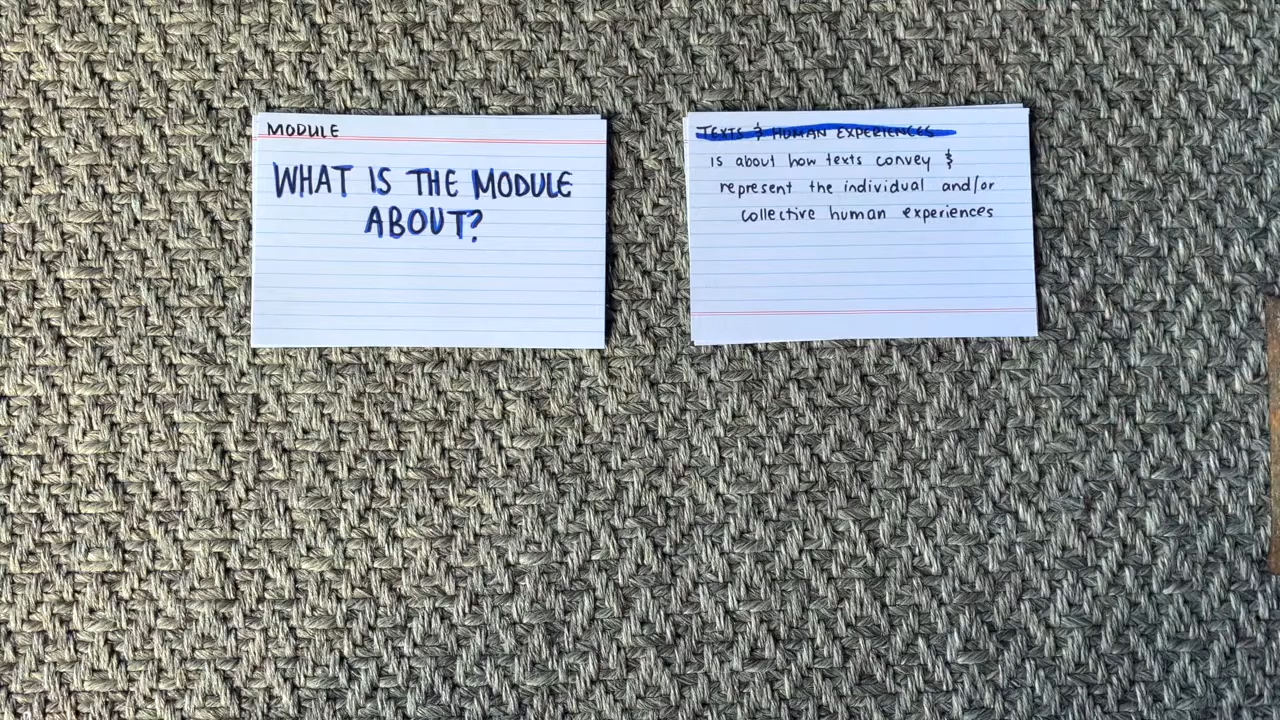 MODULE
WHAT IS THE MODULE
ABOUT?
TEXTS & HUMAN EXPERIENCES
is about how texts convey &
represent the individual and/or
collective human experiences